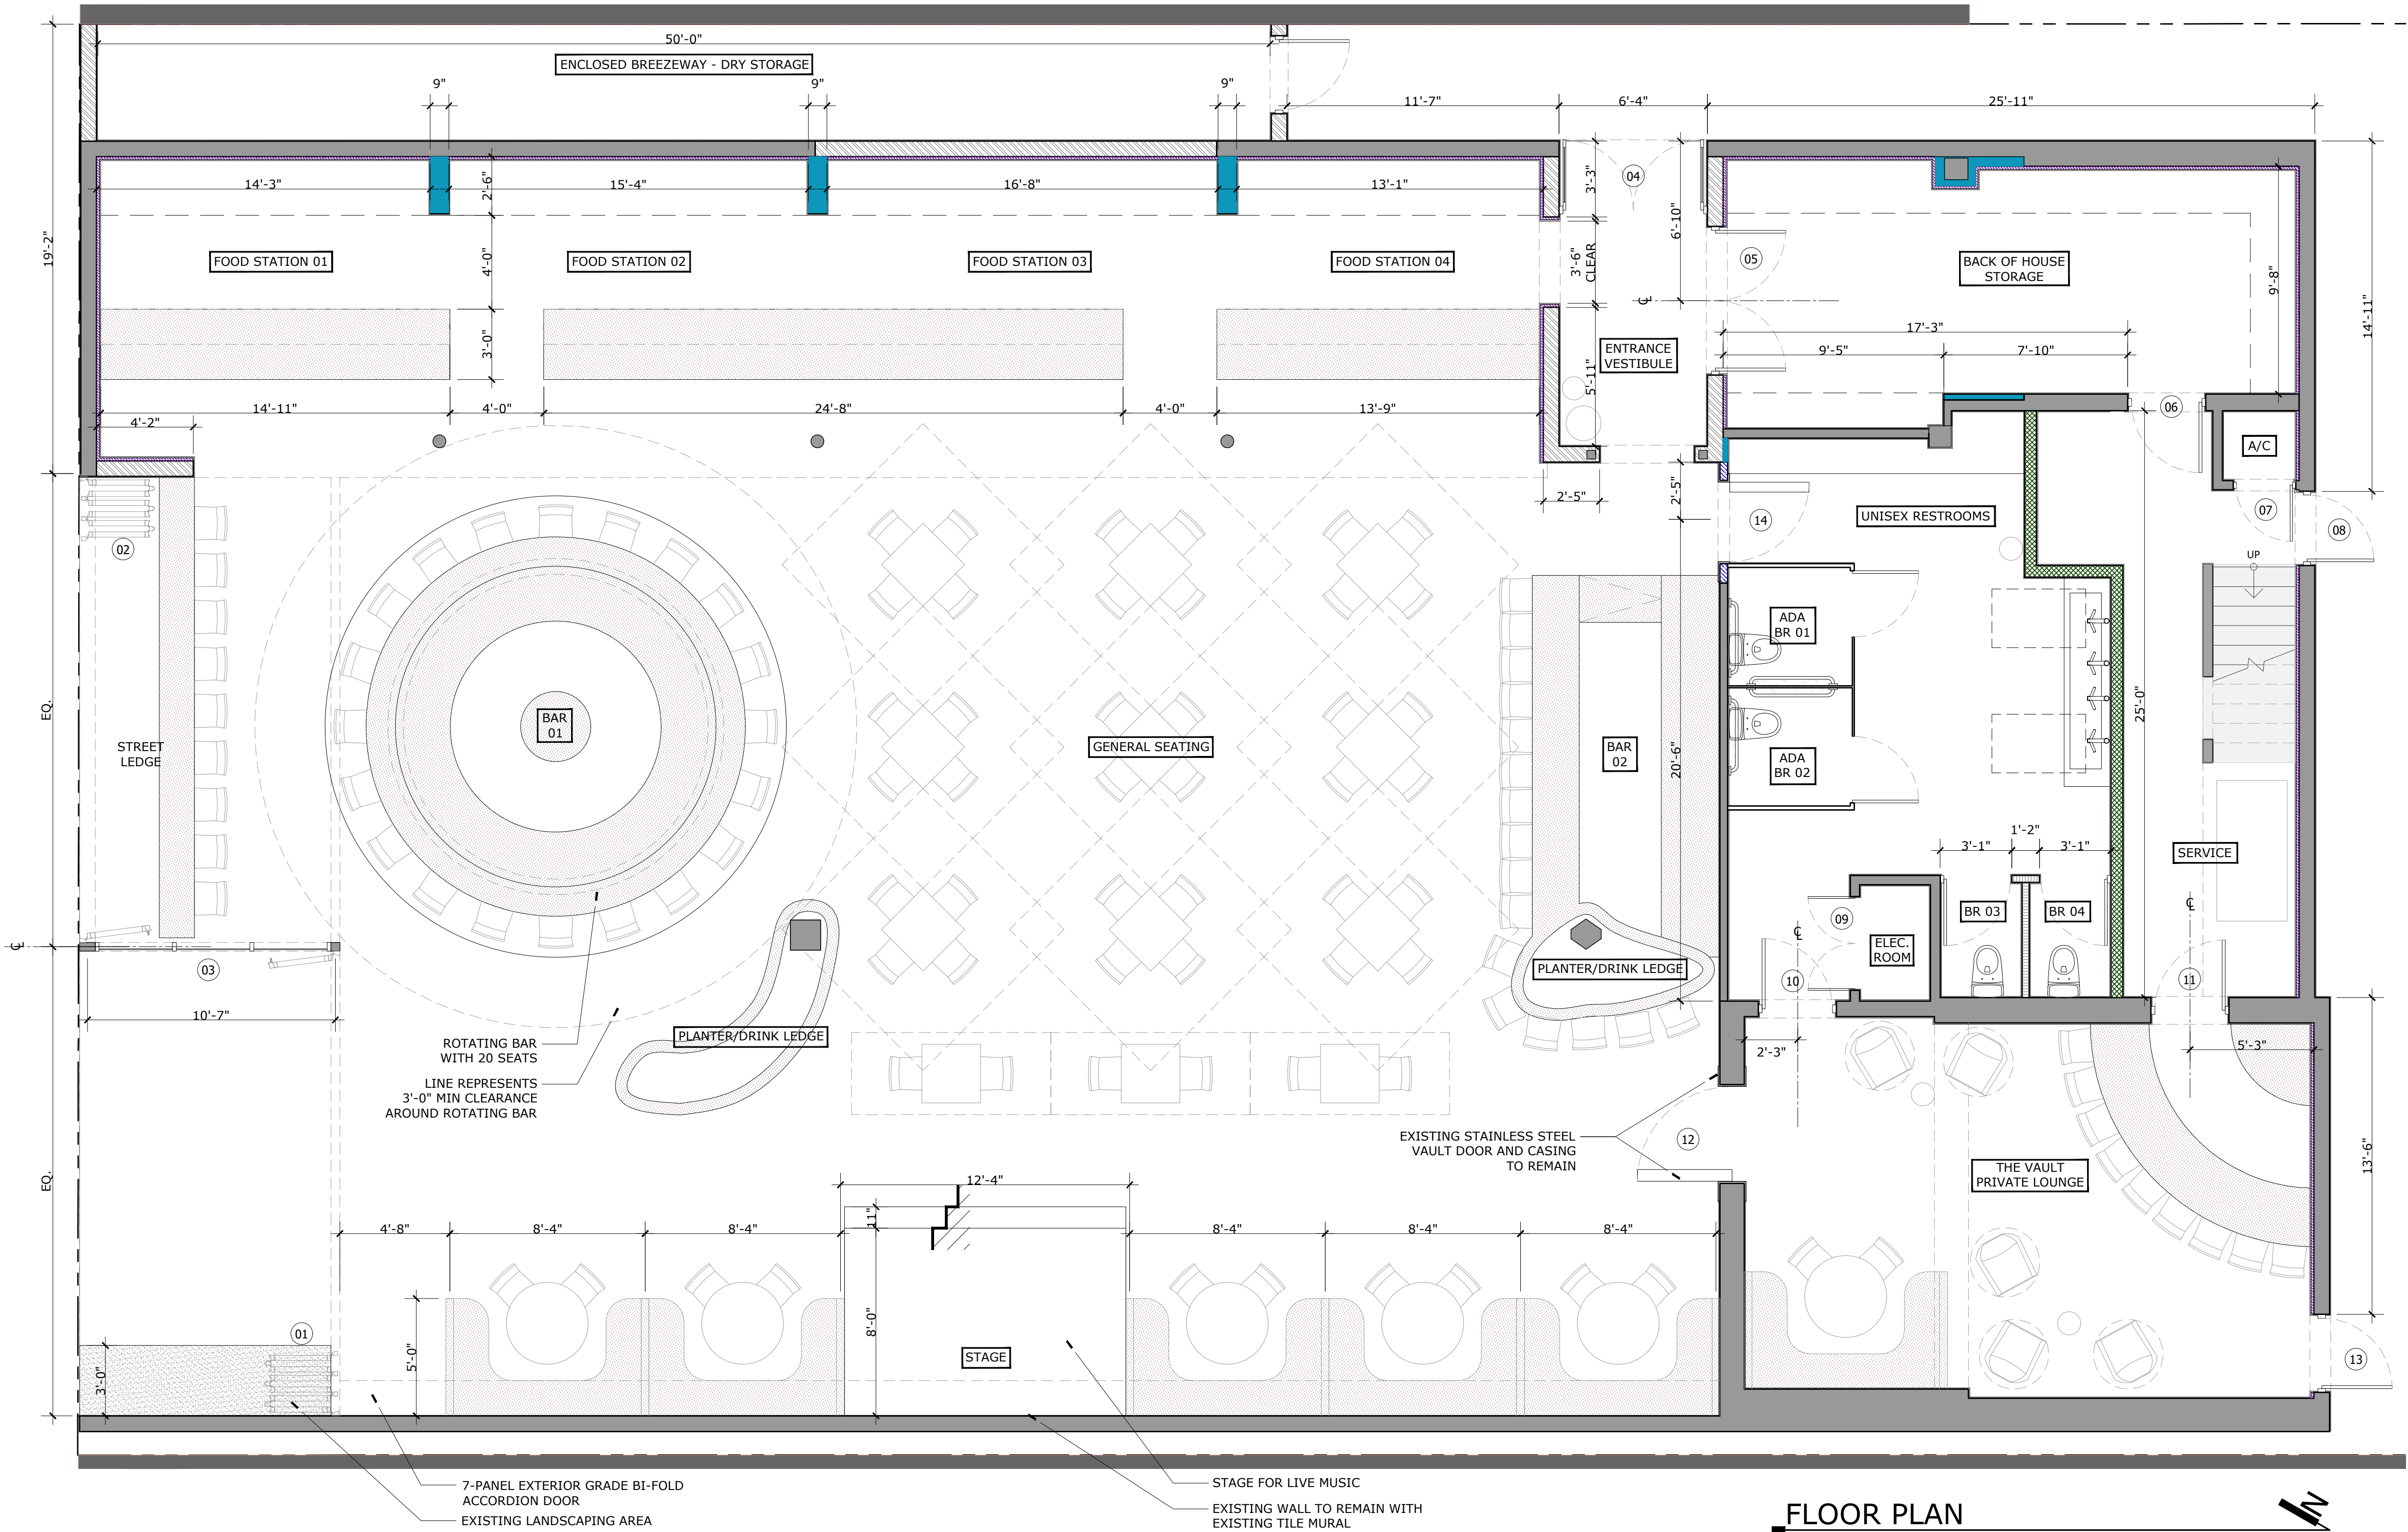 50'-0"
ENCLOSED BREEZEWAY - DRY STORAGE
9"
9"
9"
11'-7"
6'-4"
25'-11"
19'-2"
14'-3"
2'-6"
15'-4"
16'-8"
13'-1"
3'-3"
04
6'-10"
FOOD STATION 01
4'-0"
FOOD STATION 02
FOOD STATION 03
FOOD STATION 04
3'-6"
CLEAR
05
BACK OF HOUSE
STORAGE
9'-8"
14'-11"
3'-0"
℄
17'-3"
9'-5"
7'-10"
ENTRANCE
VESTIBULE
5'-11"
14'-11"
4'-0"
24'-8"
4'-0"
13'-9"
4'-2"
06
A/C
2'-5"
2'-5"
14
UNISEX RESTROOMS
07
08
02
UP
ADA
BR 01
EQ.
STREET
LEDGE
BAR
01
GENERAL SEATING
BAR
02
20'-6"
ADA
BR 02
25'-0"
1'-2"
3'-1"
3'-1"
SERVICE
℄
03
10'-7"
PLANTER/DRINK LEDGE
09
℄
ELEC.
ROOM
10
BR 03
BR 04
℄
11
ROTATING BAR
WITH 20 SEATS
PLANTER/DRINK LEDGE
LINE REPRESENTS
3'-0" MIN CLEARANCE
AROUND ROTATING BAR
2'-3"
5'-3"
EXISTING STAINLESS STEEL
VAULT DOOR AND CASING
TO REMAIN
12
THE VAULT
PRIVATE LOUNGE
13'-6"
EQ.
12'-4"
11"
4'-8"
8'-4"
8'-4"
8'-4"
8'-4"
8'-4"
01
3'-0"
5'-0"
8'-0"
STAGE
13
7-PANEL EXTERIOR GRADE BI-FOLD
ACCORDION DOOR
EXISTING LANDSCAPING AREA
STAGE FOR LIVE MUSIC
EXISTING WALL TO REMAIN WITH
EXISTING TILE MURAL
FLOOR PLAN
N